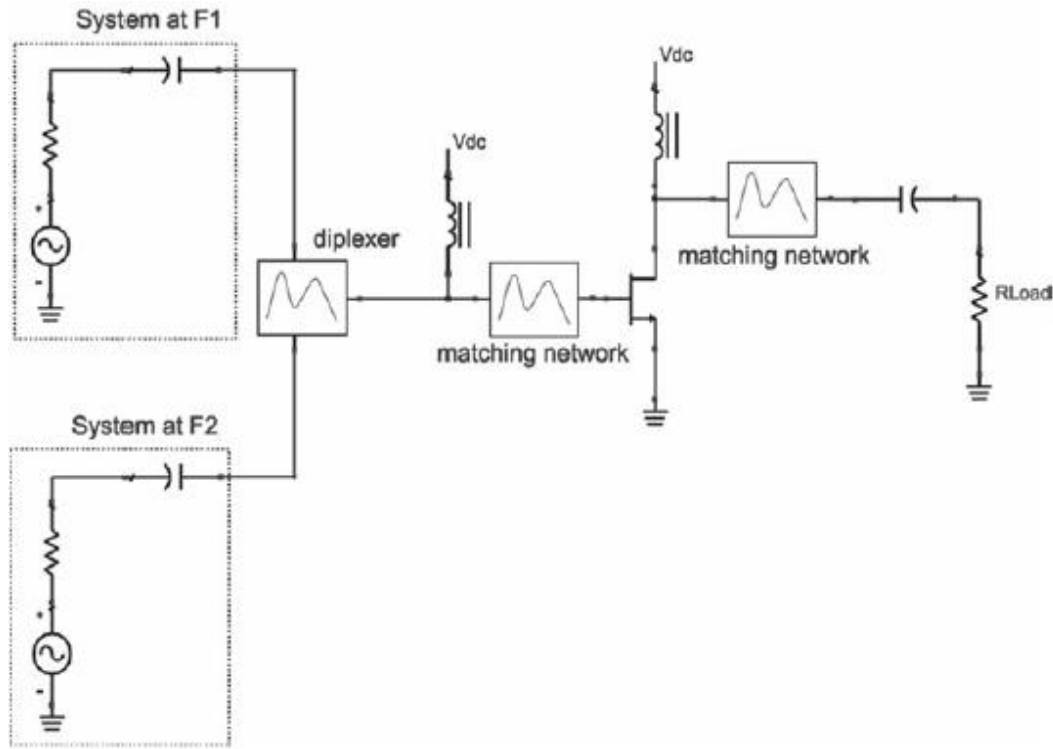 System at F1
Vdc
Vdc
diplexer
matching network
matching network
RLoad
System at F2